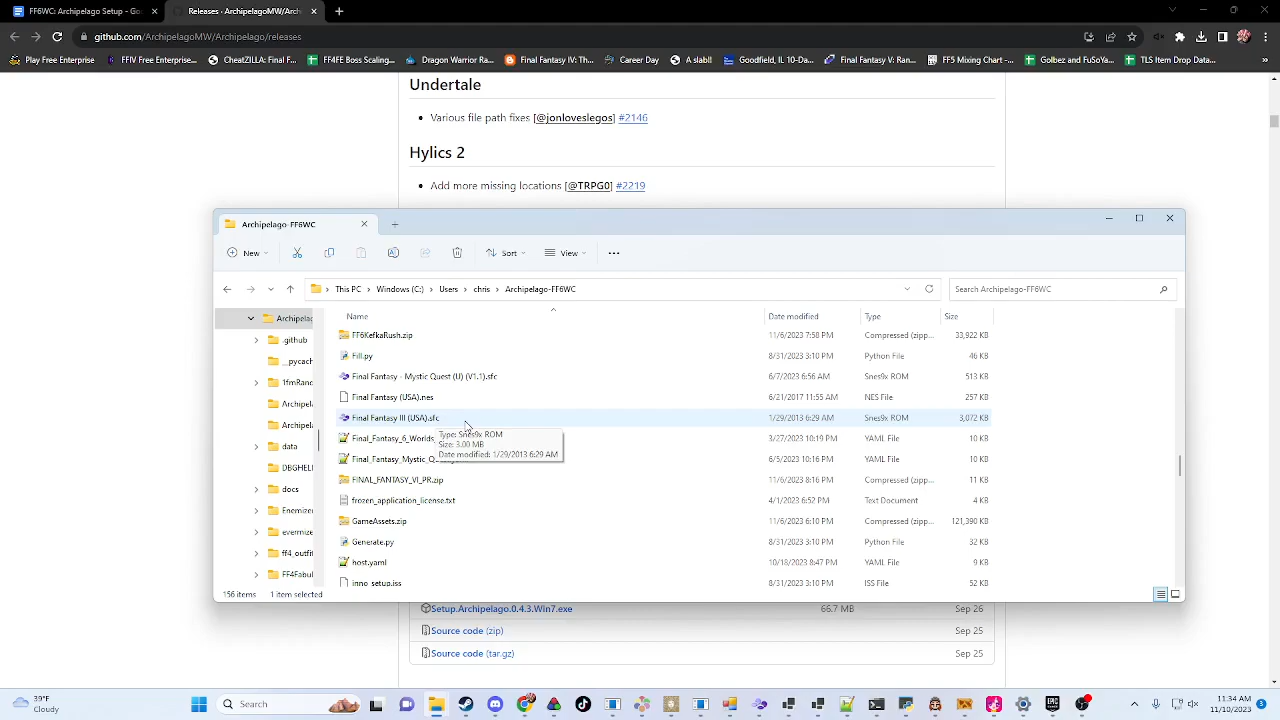 FF6WC: Archipelago Setup - Go
Releases · ArchipelagoMW/Archi
github.com/ArchipelagoMW/Archipelago/releases
Play Free Enterprise
FFIV Free Enterprise...
CheatZILLA: Final F...
FF4FE Boss Scaling...
Dragon Warrior Ra...
Final Fantasy IV: Th...
Career Day
A slab!!
Godfield, IL 10-Da...
Final Fantasy V: Ran...
FF5 Mixing Chart -...
Golbez and FuSoYa...
TLS Item Drop Data...
»
Undertale
Various file path fixes [@jonloveslegos] #2146
Hylics 2
Add more missing locations [@TRPG0] #2219
Archipelago-FF6WC
New
Sort
View
This PC > Windows (C:) > Users > chris > Archipelago-FF6WC
Search Archipelago-FF6WC
Name Date modified Type Size
Archipelag
.github
__pycach
1fmRand
Archipela
Archipela
data
DBGHEL
docs
Enemizer
evermize
ff4_outfit
FF4Fabul
FF6KefkaRush.zip 11/6/2023 7:58 PM Compressed (zipp... 33,922 KB
Fill.py 8/31/2023 3:10 PM Python File 46 KB
Final Fantasy - Mystic Quest (U) (V1.1).sfc 6/7/2023 6:56 AM Snes9x ROM 513 KB
Final Fantasy (USA).nes 6/21/2017 11:55 AM NES File 257 KB
Final Fantasy III (USA).sfc 1/29/2013 6:29 AM Snes9x ROM 3,072 KB
Final_Fantasy_6_Worlds 3/27/2023 10:19 PM YAML File 10 KB
Final_Fantasy_Mystic_Q 6/5/2023 10:16 PM YAML File 10 KB
FINAL_FANTASY_VI_PR.zip 11/6/2023 8:16 PM Compressed (zipp... 11 KB
frozen_application_license.txt 4/1/2023 6:52 PM Text Document 4 KB
GameAssets.zip 11/6/2023 6:10 PM Compressed (zipp... 121,390 KB
Generate.py 8/31/2023 3:10 PM Python File 32 KB
host.yaml 10/18/2023 8:47 PM YAML File 9 KB
inno_setup.iss 8/31/2023 3:10 PM ISS File 52 KB
Type: Snes9x ROM
Size: 3.00 MB
Date modified: 1/29/2013 6:29 AM
156 items 1 item selected
Setup.Archipelago.0.4.3.Win7.exe 66.7 MB Sep 26
Source code (zip) Sep 25
Source code (tar.gz) Sep 25
39°F
Cloudy
Search
11:34 AM
11/10/2023
3